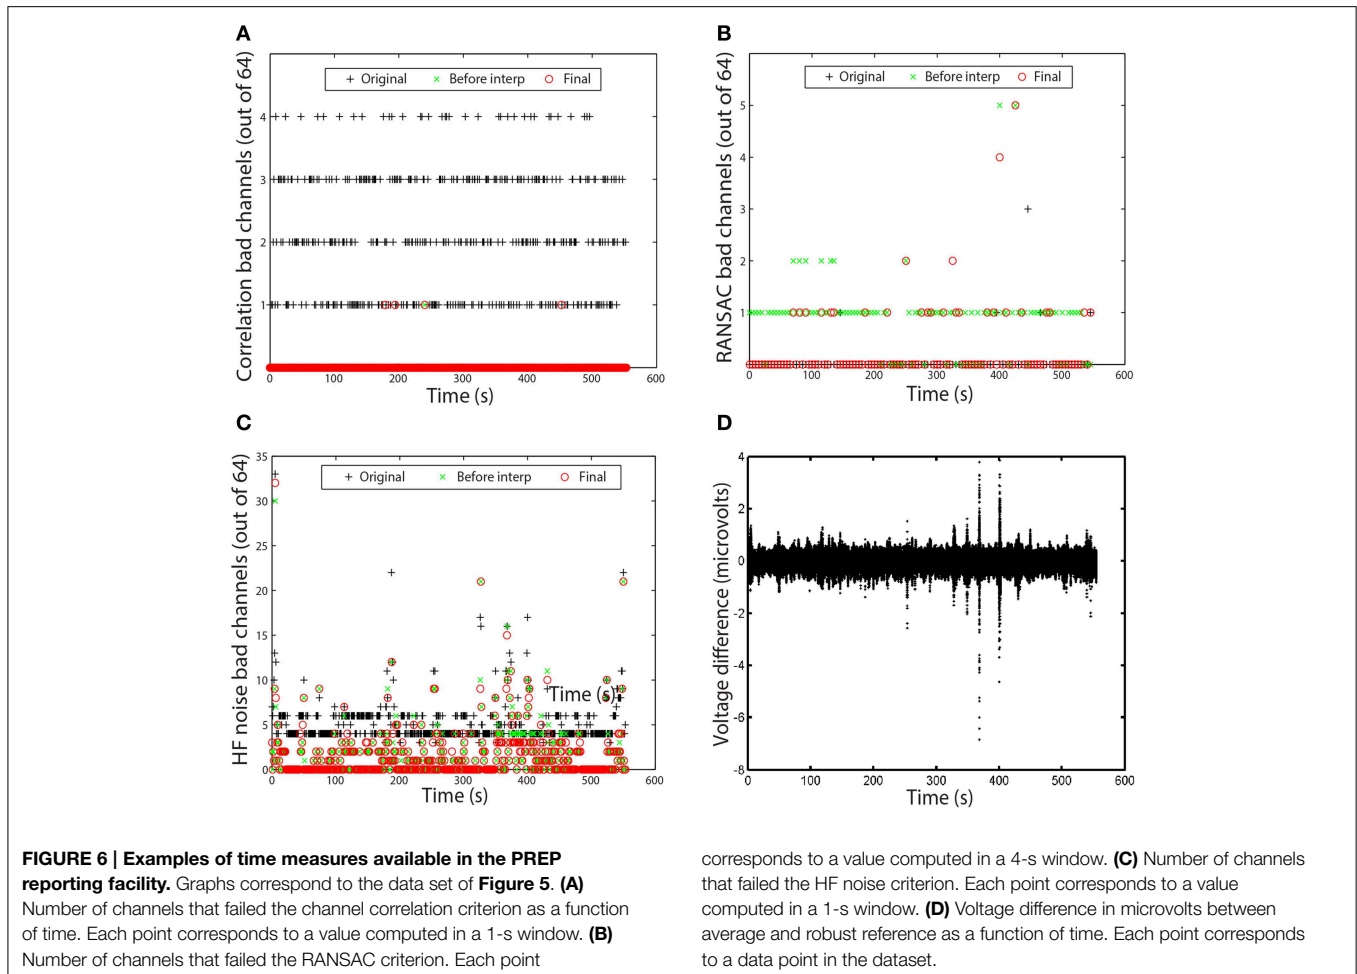 A
Correlation bad channels (out of 64)
+ Original × Before interp ○ Final
4
3
2
1
0 100 200 300 400 500 600
Time (s)
B
RANSAC bad channels (out of 64)
+ Original × Before interp ○ Final
5
4
3
2
1
0 100 200 300 400 500 600
Time (s)
C
HF noise bad channels (out of 64)
+ Original × Before interp ○ Final
35
30
25
20
15
10
Time (s)
5
0
0 100 200 300 400 500 600
Time (s)
D
Voltage difference (microvolts)
4
2
0
-2
-4
-6
-8
0 100 200 300 400 500 600
Time (s)
FIGURE 6 | Examples of time measures available in the PREP
reporting facility. Graphs correspond to the data set of Figure 5. (A)
Number of channels that failed the channel correlation criterion as a function
of time. Each point corresponds to a value computed in a 1-s window. (B)
Number of channels that failed the RANSAC criterion. Each point
corresponds to a value computed in a 4-s window. (C) Number of channels
that failed the HF noise criterion. Each point corresponds to a value
computed in a 1-s window. (D) Voltage difference in microvolts between
average and robust reference as a function of time. Each point corresponds
to a data point in the dataset.